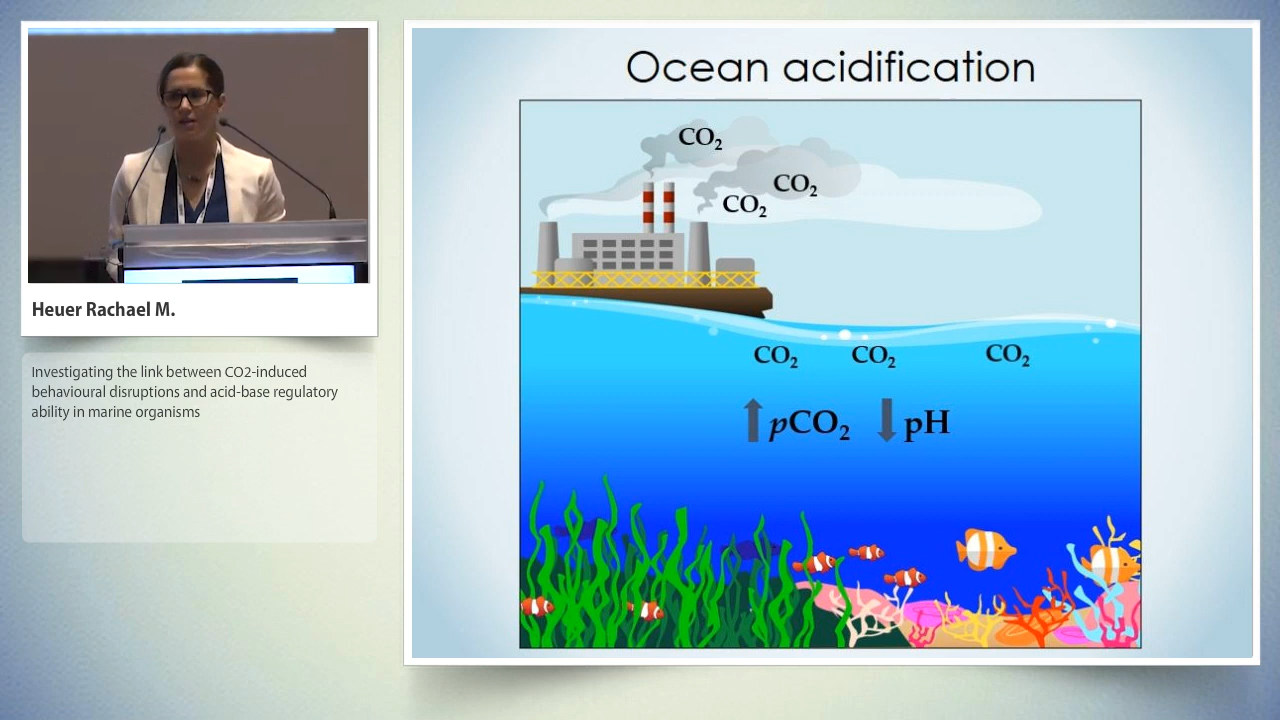 Heuer Rachael M.
Investigating the link between CO2-induced
behavioural disruptions and acid-base regulatory
ability in marine organisms
Ocean acidification
CO₂
CO₂
CO₂
CO₂ CO₂ CO₂
pCO₂ pH